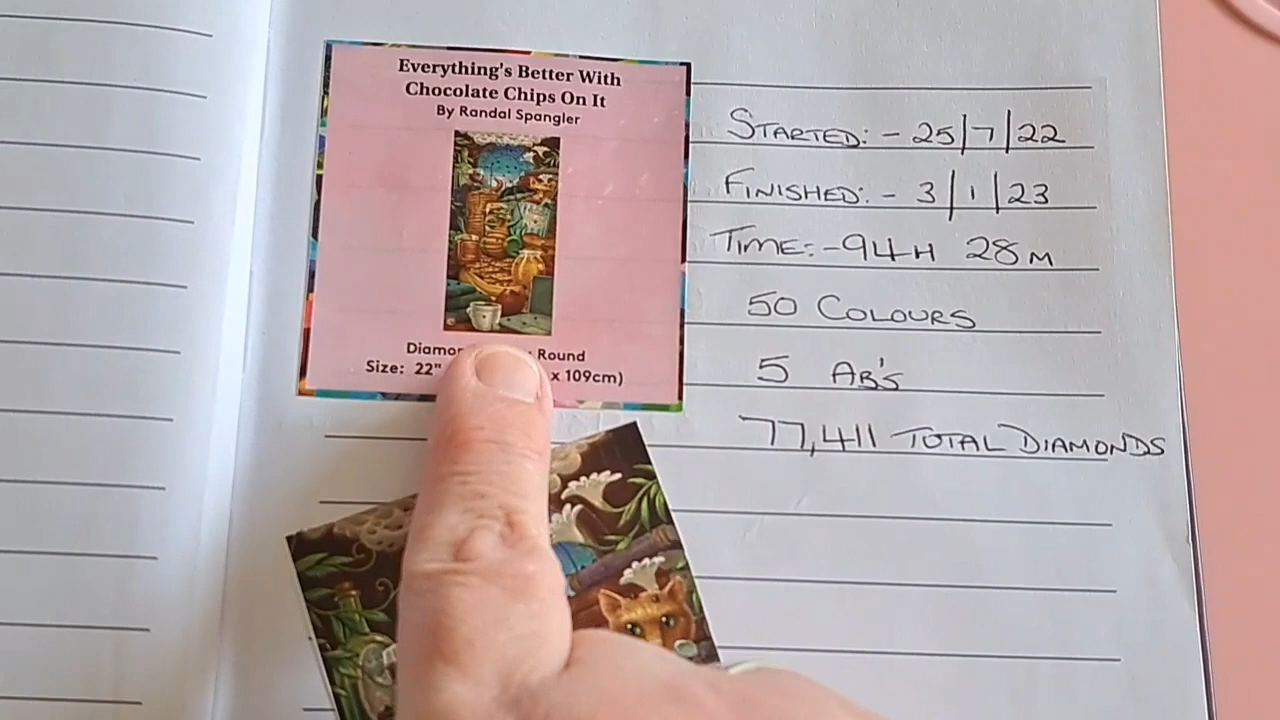 Everything's Better With
Chocolate Chips On It
By Randal Spangler
Round
Size: 22" x 109cm)
STARTED: - 25/7/22
FINISHED: - 3/1/23
TIME: - 94H 28M
50 COLOURS
5 AB'S
77,411 TOTAL DIAMONDS